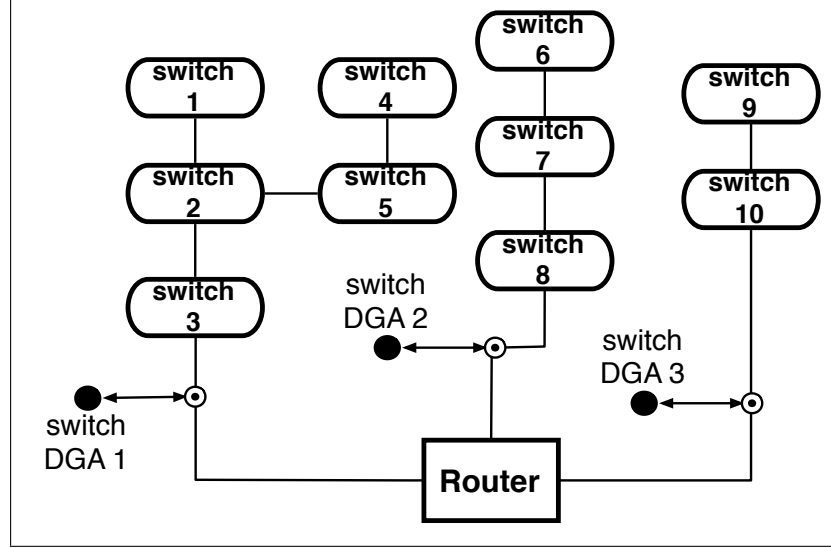 switch
1
switch
4
switch
6
switch
9
switch
2
switch
5
switch
7
switch
10
switch
3
switch
8
switch
DGA 2
switch
DGA 3
switch
DGA 1
Router